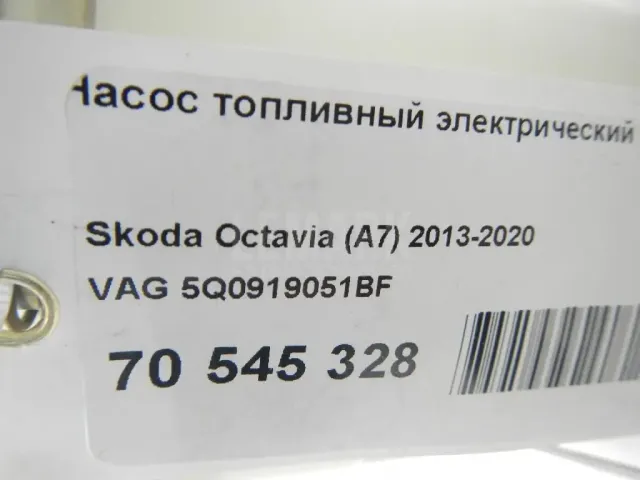 Насос топливный электрический
Skoda Octavia (A7) 2013-2020
VAG 5Q0919051BF
70 545 328